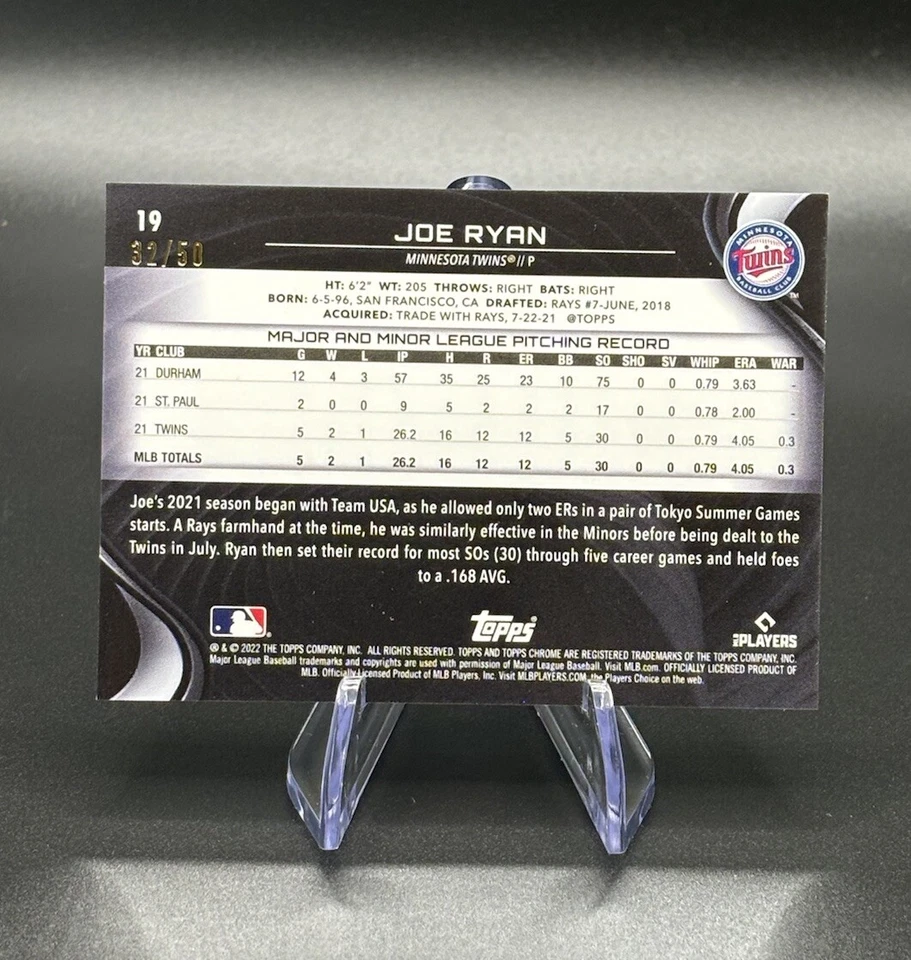 19
32/50
JOE RYAN
MINNESOTA TWINS® // P
MINNESOTA
Twins
BASEBALL CLUB
TM
HT: 6'2" WT: 205 THROWS: RIGHT BATS: RIGHT
BORN: 6-5-96, SAN FRANCISCO, CA DRAFTED: RAYS #7-JUNE, 2018
ACQUIRED: TRADE WITH RAYS, 7-22-21 @TOPPS
MAJOR AND MINOR LEAGUE PITCHING RECORD
YR CLUB G W L IP H R ER BB SO SHO SV WHIP ERA WAR
21 DURHAM 12 4 3 57 35 25 23 10 75 0 0 0.79 3.63 -
21 ST. PAUL 2 0 0 9 5 2 2 2 17 0 0 0.78 2.00 -
21 TWINS 5 2 1 26.2 16 12 12 5 30 0 0 0.79 4.05 0.3
MLB TOTALS 5 2 1 26.2 16 12 12 5 30 0 0 0.79 4.05 0.3
Joe's 2021 season began with Team USA, as he allowed only two ERs in a pair of Tokyo Summer Games
starts. A Rays farmhand at the time, he was similarly effective in the Minors before being dealt to the
Twins in July. Ryan then set their record for most SOs (30) through five career games and held foes
to a .168 AVG.
topps
MLB PLAYERS
® & © 2022 THE TOPPS COMPANY, INC. ALL RIGHTS RESERVED. TOPPS AND TOPPS CHROME ARE REGISTERED TRADEMARKS OF THE TOPPS COMPANY, INC.
Major League Baseball trademarks and copyrights are used with permission of Major League Baseball. Visit MLB.com. OFFICIALLY LICENSED PRODUCT OF
MLB. Officially Licensed Product of MLB Players, Inc. Visit MLBPLAYERS.COM, the Players Choice on the web.